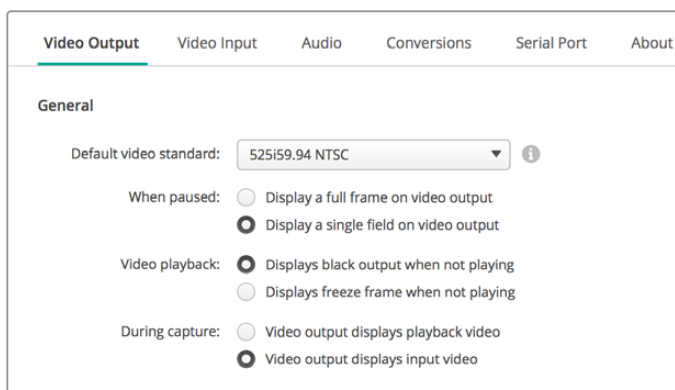 Video Output Video Input Audio Conversions Serial Port About
General
Default video standard: 525i59.94 NTSC
When paused: Display a full frame on video output
Display a single field on video output
Video playback: Displays black output when not playing
Displays freeze frame when not playing
During capture: Video output displays playback video
Video output displays input video